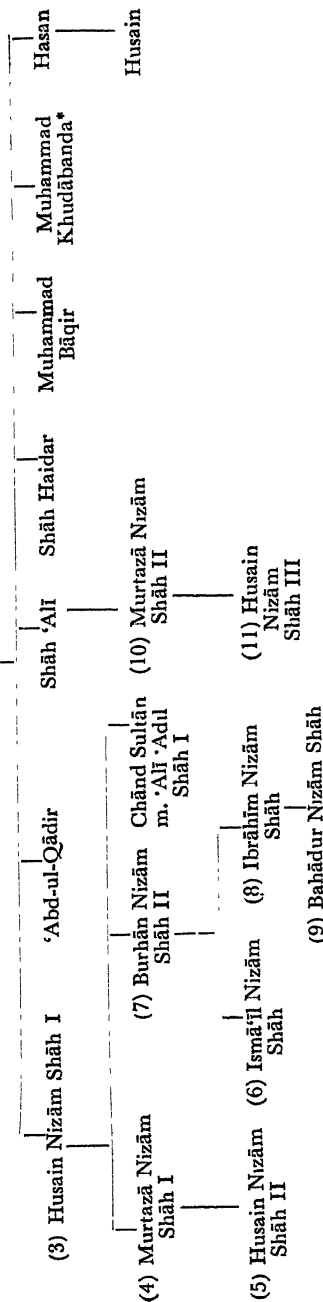 (3) Husain Nizām Shāh I
‘Abd-ul-Qādir
Shāh ‘Alī
Shāh Haidar
Muhammad
Bāqir
Muhammad
Khudābanda*
Hasan
(4) Murtazā Nizām
Shāh I
(7) Burhān Nizām
Shāh II
Chānd Sultān
m. ‘Alī ‘Ādil
Shāh I
(10) Murtazā Nizām
Shāh II
Husain
(5) Husain Nizām
Shāh II
(6) Ismā‘īl Nizām
Shāh
(8) Ibrāhīm Nizām
Shāh
(11) Husain
Nizām
Shāh III
(9) Bahādur Nizām Shāh